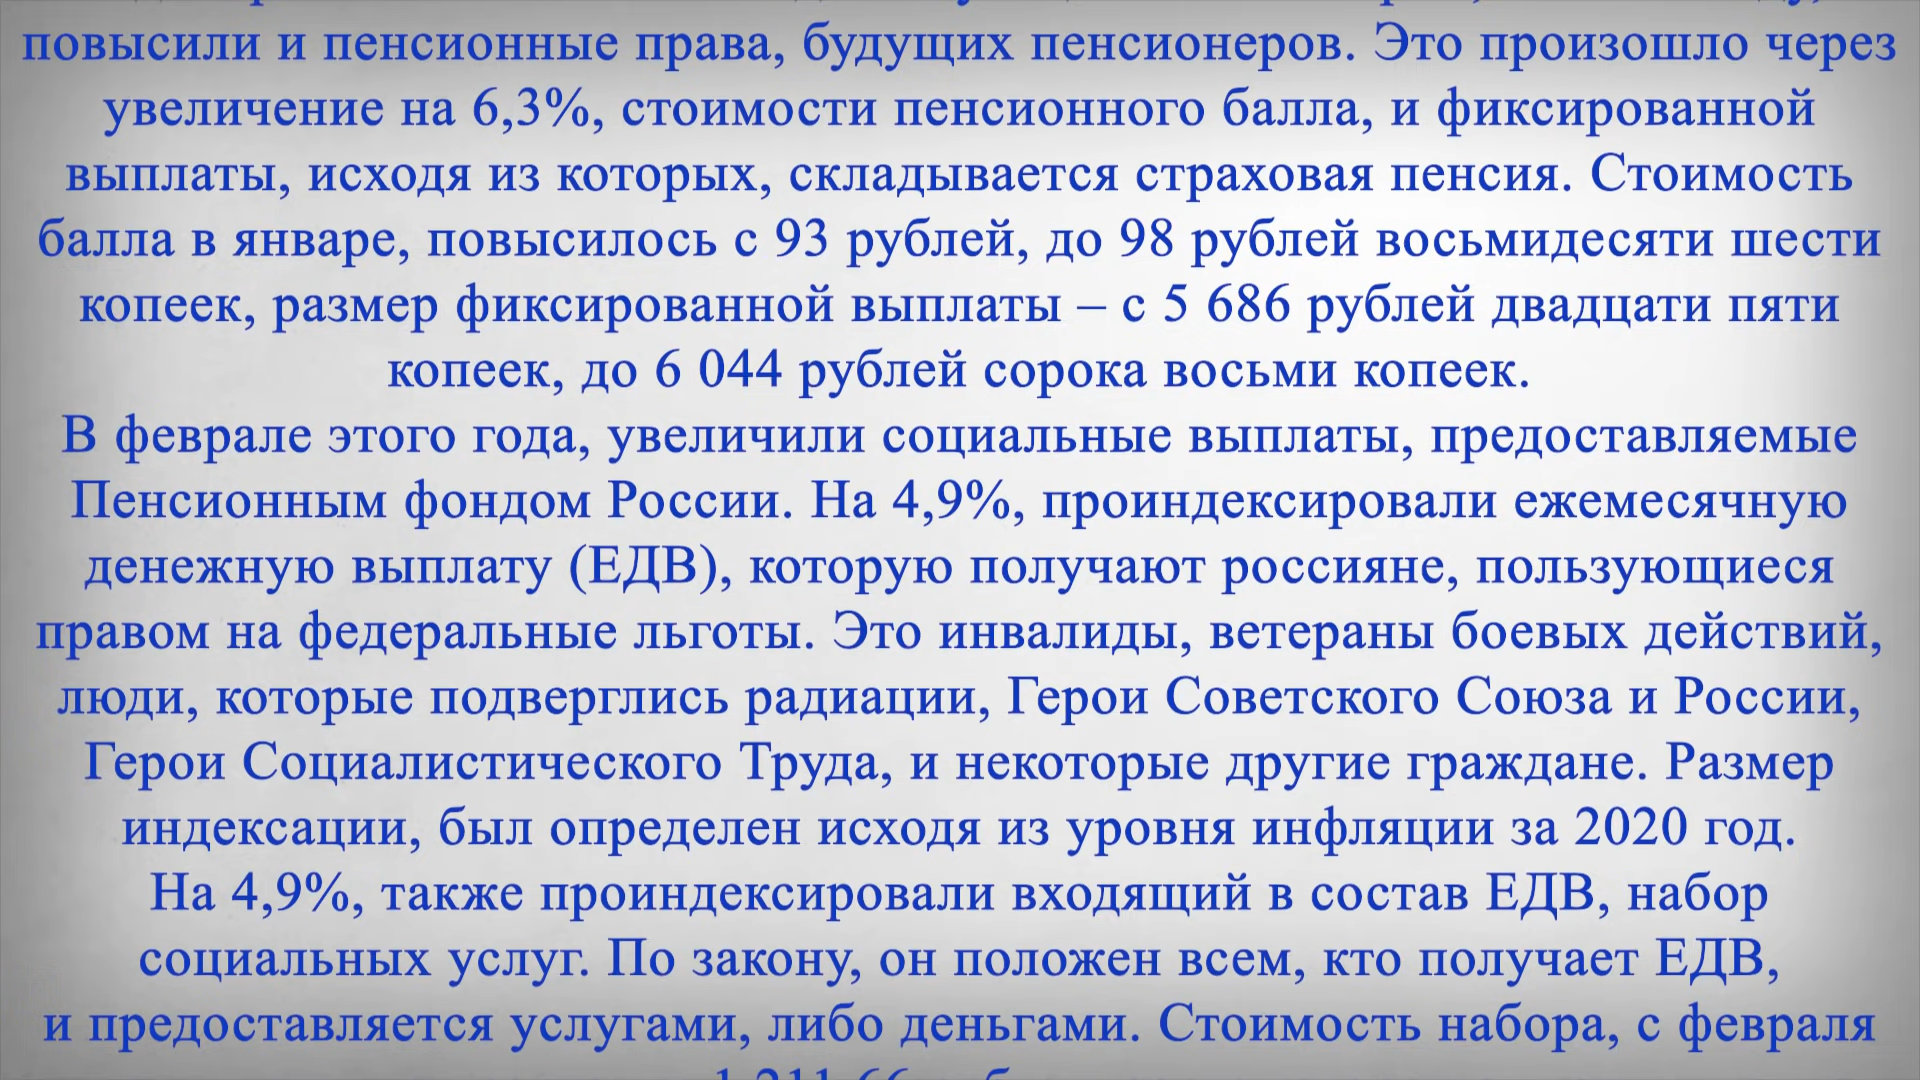 повысили и пенсионные права, будущих пенсионеров. Это произошло через
увеличение на 6,3%, стоимости пенсионного балла, и фиксированной
выплаты, исходя из которых, складывается страховая пенсия. Стоимость
балла в январе, повысилось с 93 рублей, до 98 рублей восьмидесяти шести
копеек, размер фиксированной выплаты – с 5 686 рублей двадцати пяти
копеек, до 6 044 рублей сорока восьми копеек.
В феврале этого года, увеличили социальные выплаты, предоставляемые
Пенсионным фондом России. На 4,9%, проиндексировали ежемесячную
денежную выплату (ЕДВ), которую получают россияне, пользующиеся
правом на федеральные льготы. Это инвалиды, ветераны боевых действий,
люди, которые подверглись радиации, Герои Советского Союза и России,
Герои Социалистического Труда, и некоторые другие граждане. Размер
индексации, был определен исходя из уровня инфляции за 2020 год.
На 4,9%, также проиндексировали входящий в состав ЕДВ, набор
социальных услуг. По закону, он положен всем, кто получает ЕДВ,
и предоставляется услугами, либо деньгами. Стоимость набора, с февраля